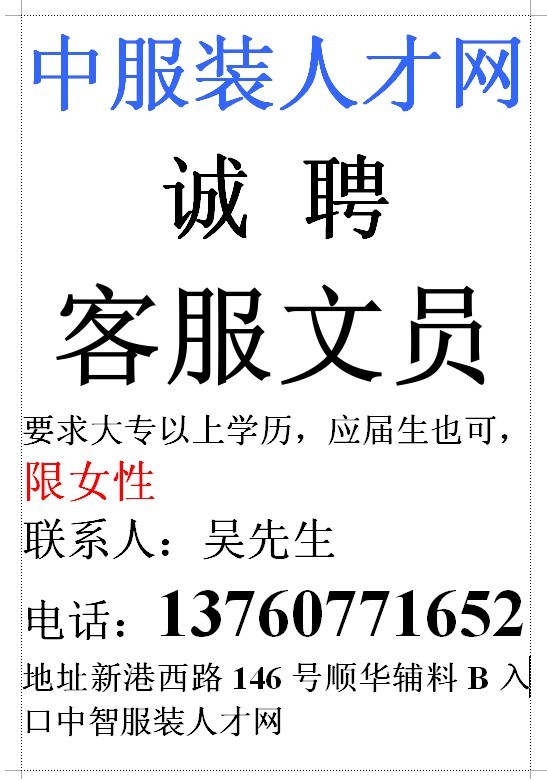 中服装人才网
诚 聘
客服文员
要求大专以上学历，应届生也可，
限女性
联系人：吴先生
电话：13760771652
地址新港西路 146 号顺华辅料 B 入
口中智服装人才网